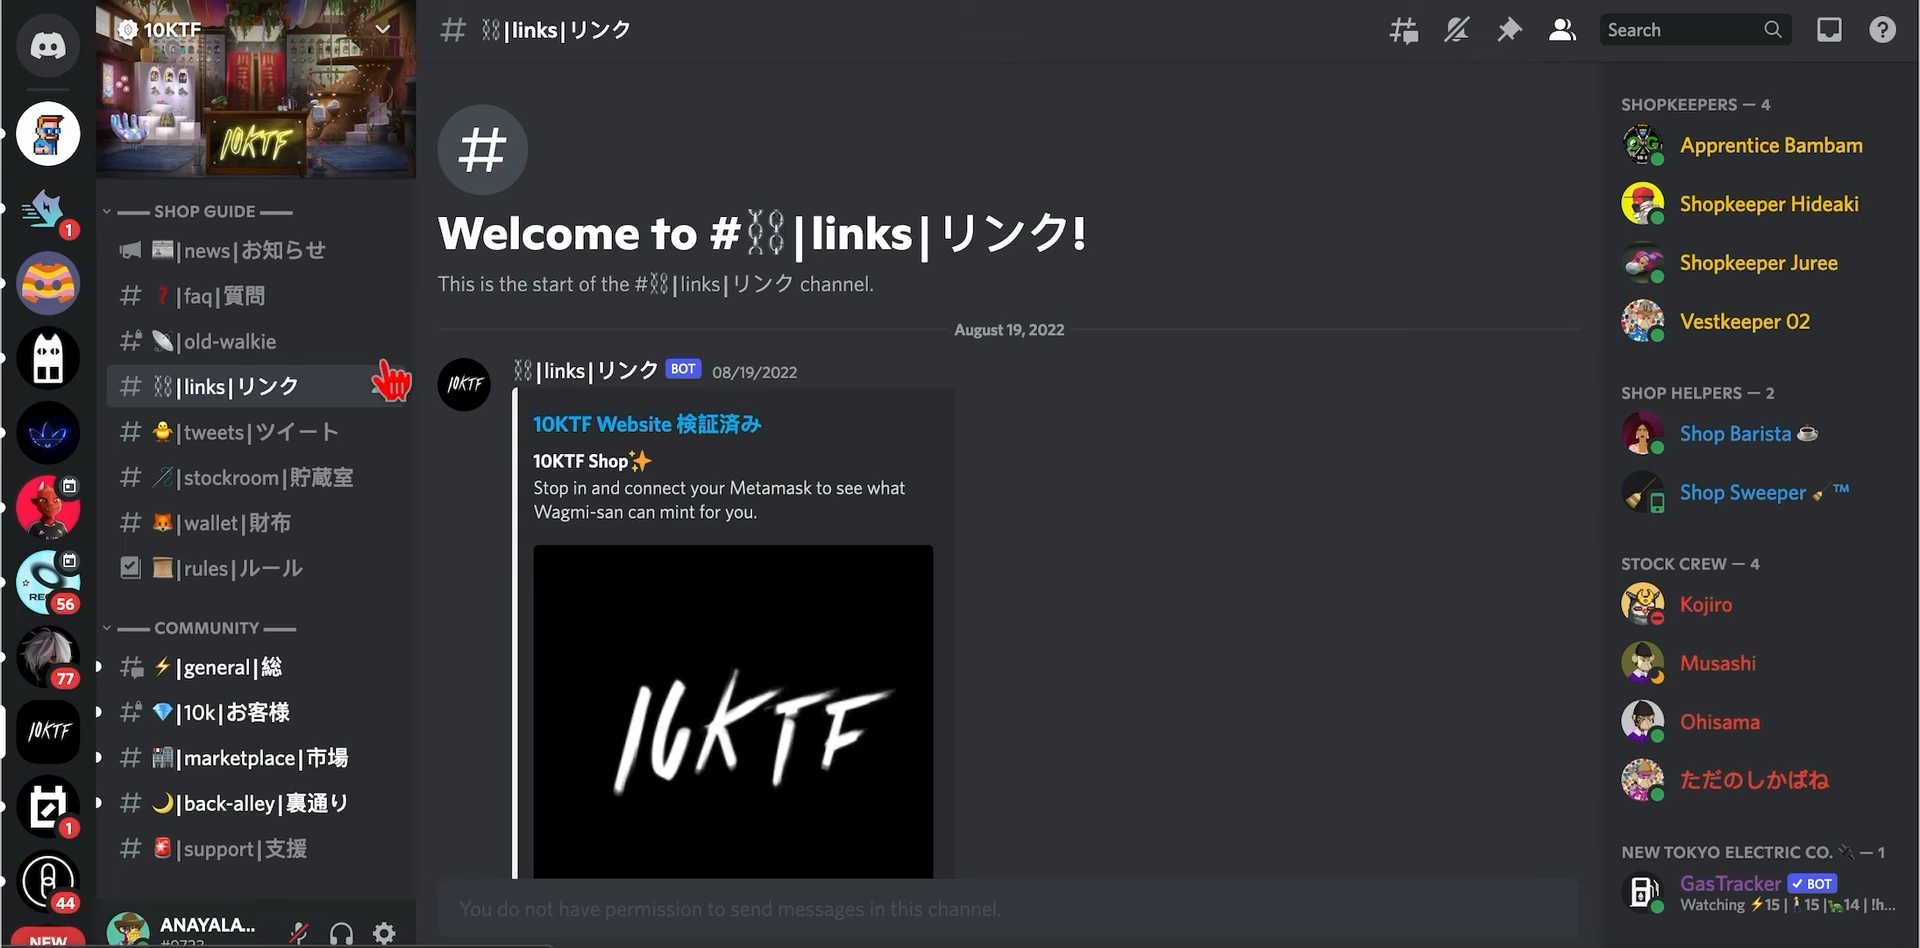 10KTF
10KTF
SHOP GUIDE
|news|お知らせ
|faq|質問
|old-walkie
|links|リンク
|tweets|ツイート
|stockroom|貯蔵室
|wallet|財布
|rules|ルール
COMMUNITY
|general|総
|10k|お客様
|marketplace|市場
|back-alley|裏通り
|support|支援
ANAYALA...
1
56
77
10KTF
1
44
NEW
|links|リンク
Search
Welcome to #⛓|links|リンク!
This is the start of the #⛓|links|リンク channel.
August 19, 2022
10KTF
|links|リンク BOT 08/19/2022
10KTF Website 検証済み
10KTF Shop✨
Stop in and connect your Metamask to see what
Wagmi-san can mint for you.
10KTF
You do not have permission to send messages in this channel.
SHOPKEEPERS — 4
Apprentice Bambam
Shopkeeper Hideaki
Shopkeeper Juree
Vestkeeper 02
SHOP HELPERS — 2
Shop Barista ☕
Shop Sweeper 🧹™
STOCK CREW — 4
Kojiro
Musashi
Ohisama
ただのしかばね
NEW TOKYO ELECTRIC CO. 🔌 — 1
GasTracker ✓ BOT
Watching ⚡15 | 🚶15 | 🐢14 | !h...